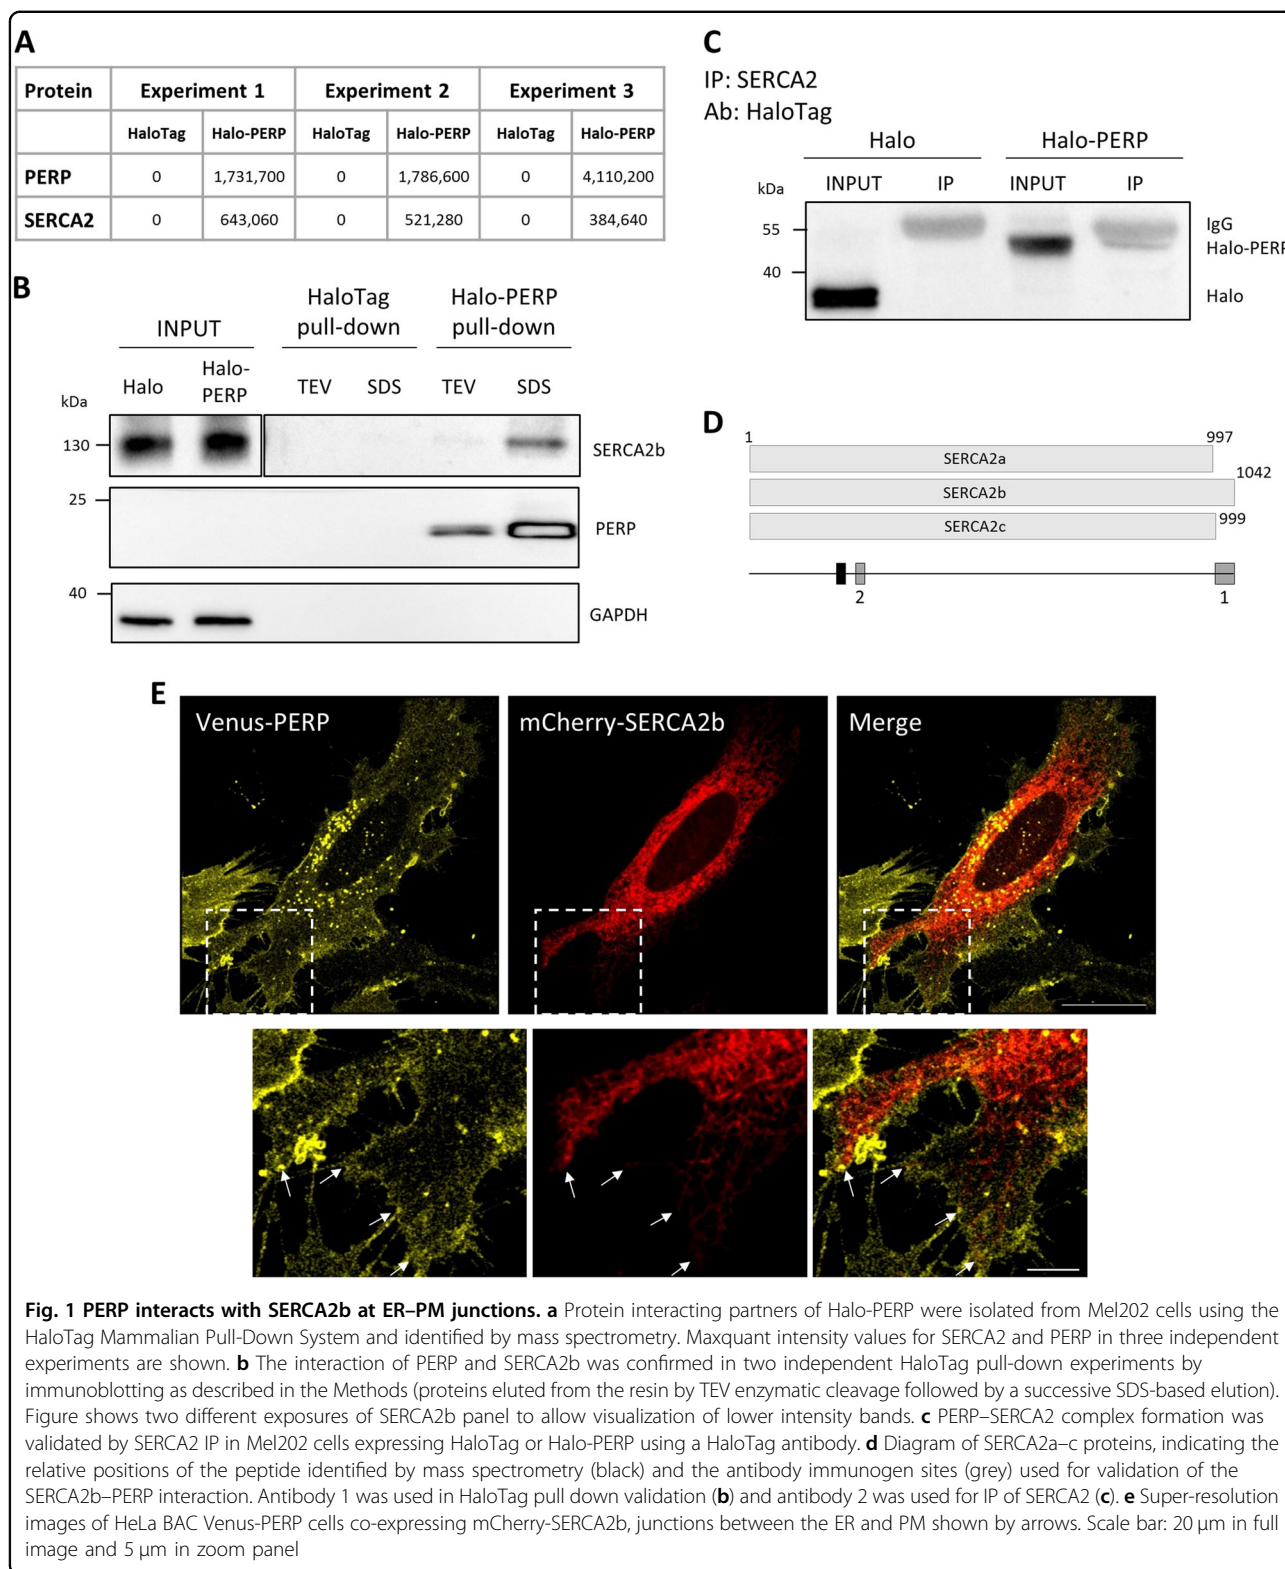 A
Protein Experiment 1 Experiment 2 Experiment 3
HaloTag Halo-PERP HaloTag Halo-PERP HaloTag Halo-PERP
PERP 0 1,731,700 0 1,786,600 0 4,110,200
SERCA2 0 643,060 0 521,280 0 384,640
B
INPUT
HaloTag
pull-down
Halo-PERP
pull-down
Halo
Halo-
PERP
TEV SDS TEV SDS
kDa
130
SERCA2b
25
PERP
40
GAPDH
C
IP: SERCA2
Ab: HaloTag
Halo Halo-PERP
kDa INPUT IP INPUT IP
55
40
IgG
Halo-PERP
Halo
D
1 997
SERCA2a
1042
SERCA2b
SERCA2c 999
2 1
E
Venus-PERP mCherry-SERCA2b Merge
Fig. 1 PERP interacts with SERCA2b at ER–PM junctions. a Protein interacting partners of Halo-PERP were isolated from Mel202 cells using the
HaloTag Mammalian Pull-Down System and identified by mass spectrometry. Maxquant intensity values for SERCA2 and PERP in three independent
experiments are shown. b The interaction of PERP and SERCA2b was confirmed in two independent HaloTag pull-down experiments by
immunoblotting as described in the Methods (proteins eluted from the resin by TEV enzymatic cleavage followed by a successive SDS-based elution).
Figure shows two different exposures of SERCA2b panel to allow visualization of lower intensity bands. c PERP–SERCA2 complex formation was
validated by SERCA2 IP in Mel202 cells expressing HaloTag or Halo-PERP using a HaloTag antibody. d Diagram of SERCA2a–c proteins, indicating the
relative positions of the peptide identified by mass spectrometry (black) and the antibody immunogen sites (grey) used for validation of the
SERCA2b–PERP interaction. Antibody 1 was used in HaloTag pull down validation (b) and antibody 2 was used for IP of SERCA2 (c). e Super-resolution
images of HeLa BAC Venus-PERP cells co-expressing mCherry-SERCA2b, junctions between the ER and PM shown by arrows. Scale bar: 20 µm in full
image and 5 µm in zoom panel